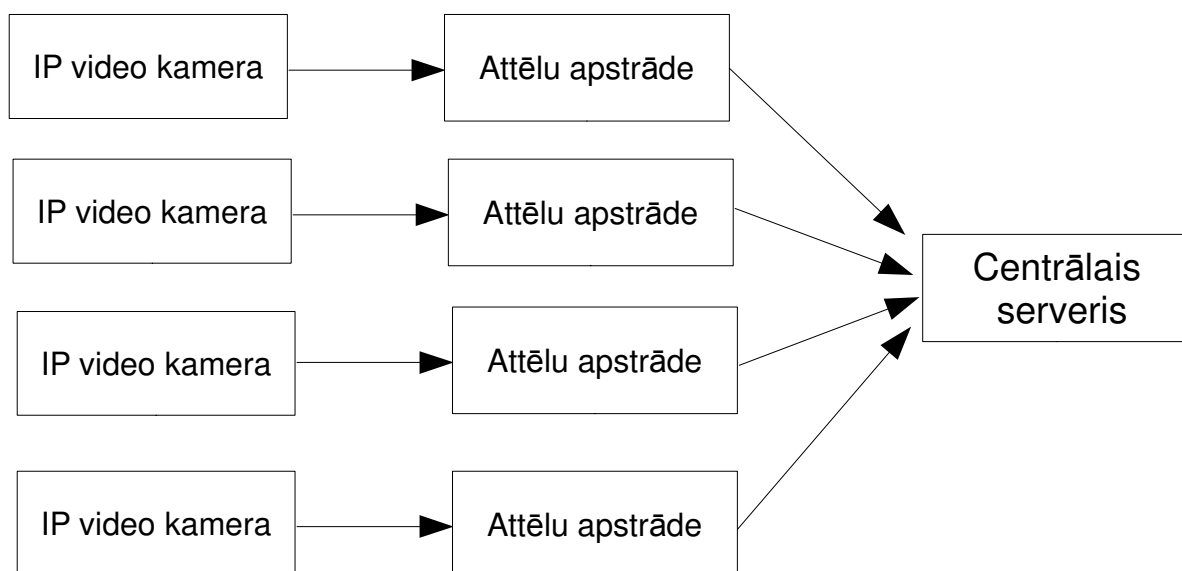 IP video kamera
Attēlu apstrāde
IP video kamera
Attēlu apstrāde
Centrālais
serveris
IP video kamera
Attēlu apstrāde
IP video kamera
Attēlu apstrāde